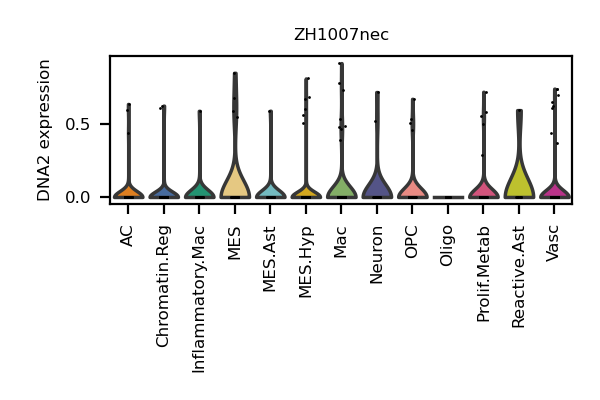 ZH1007nec
DNA2 expression
0.5
0.0
AC
Chromatin.Reg
Inflammatory.Mac
MES
MES.Ast
MES.Hyp
Mac
Neuron
OPC
Oligo
Prolif.Metab
Reactive.Ast
Vasc